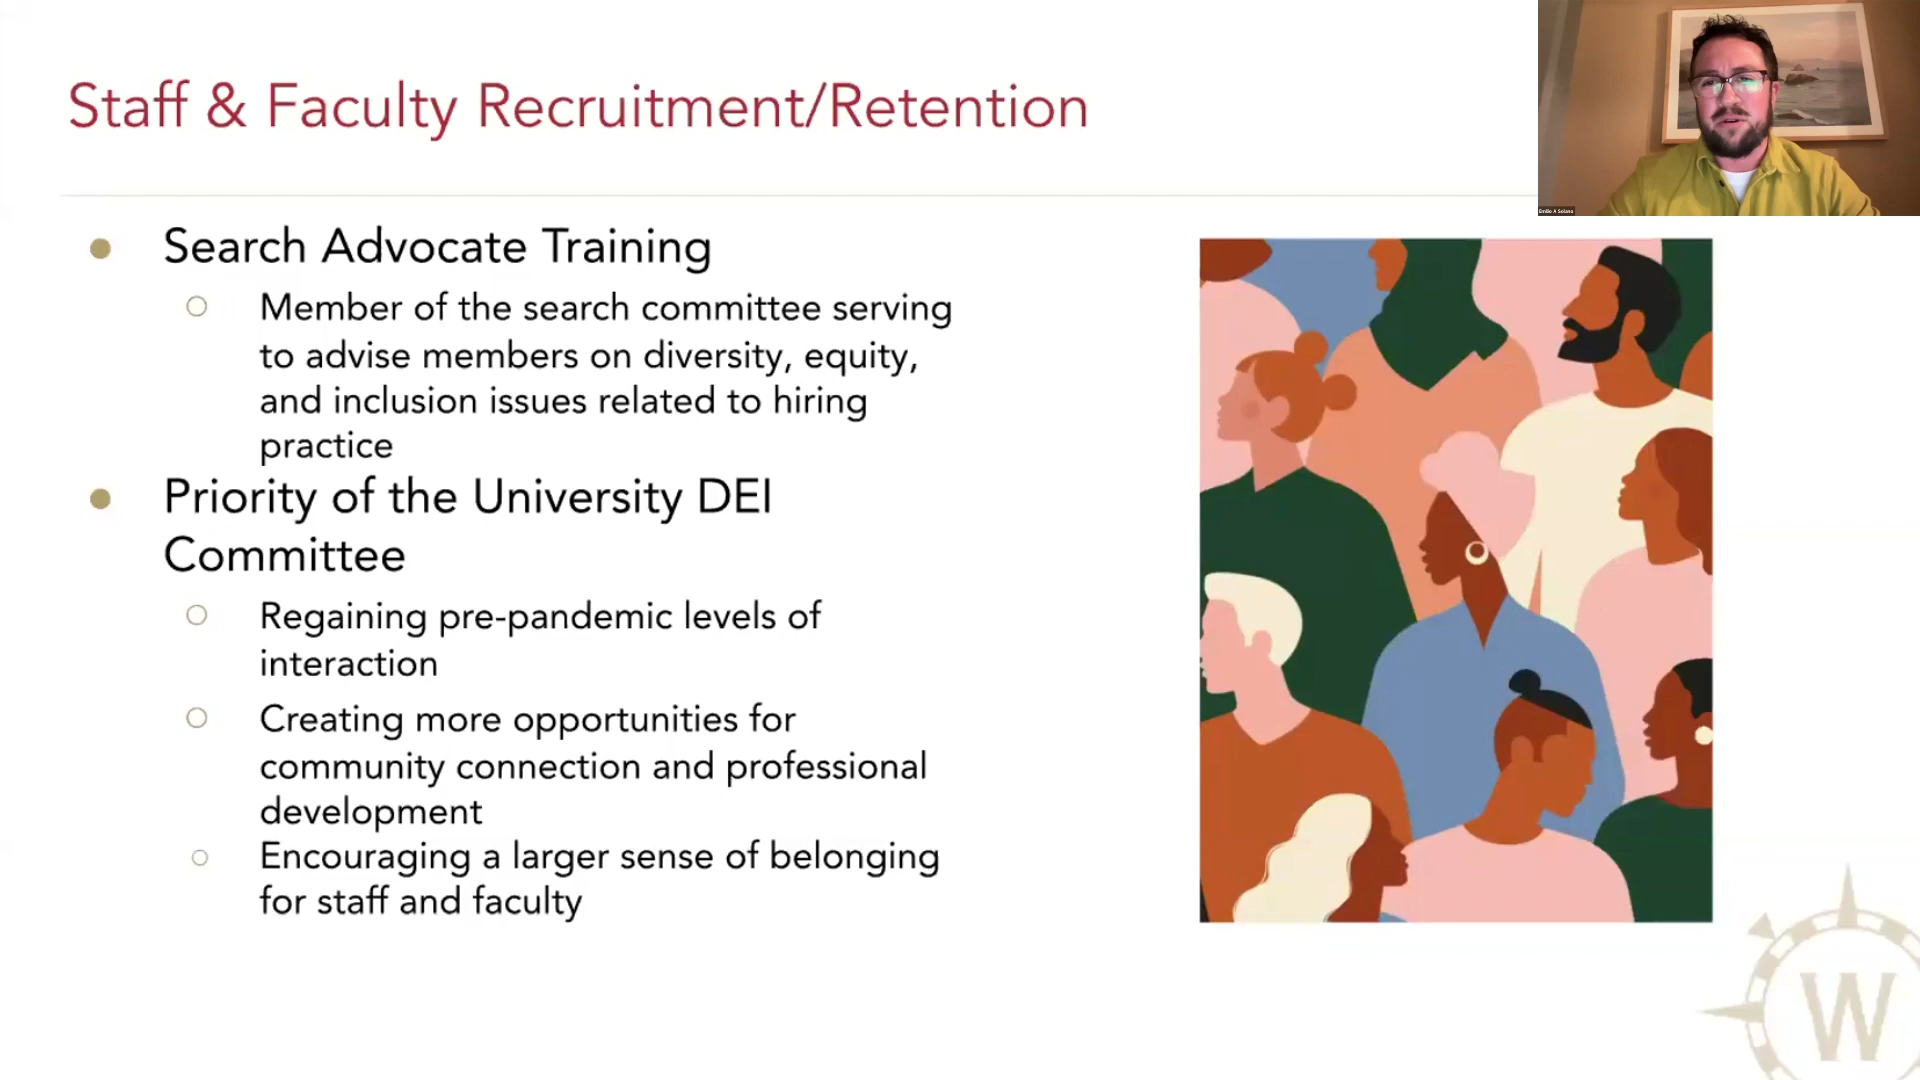 Staff & Faculty Recruitment/Retention
Emilio A Solano
Search Advocate Training
Member of the search committee serving
to advise members on diversity, equity,
and inclusion issues related to hiring
practice
Priority of the University DEI
Committee
Regaining pre-pandemic levels of
interaction
Creating more opportunities for
community connection and professional
development
Encouraging a larger sense of belonging
for staff and faculty
W